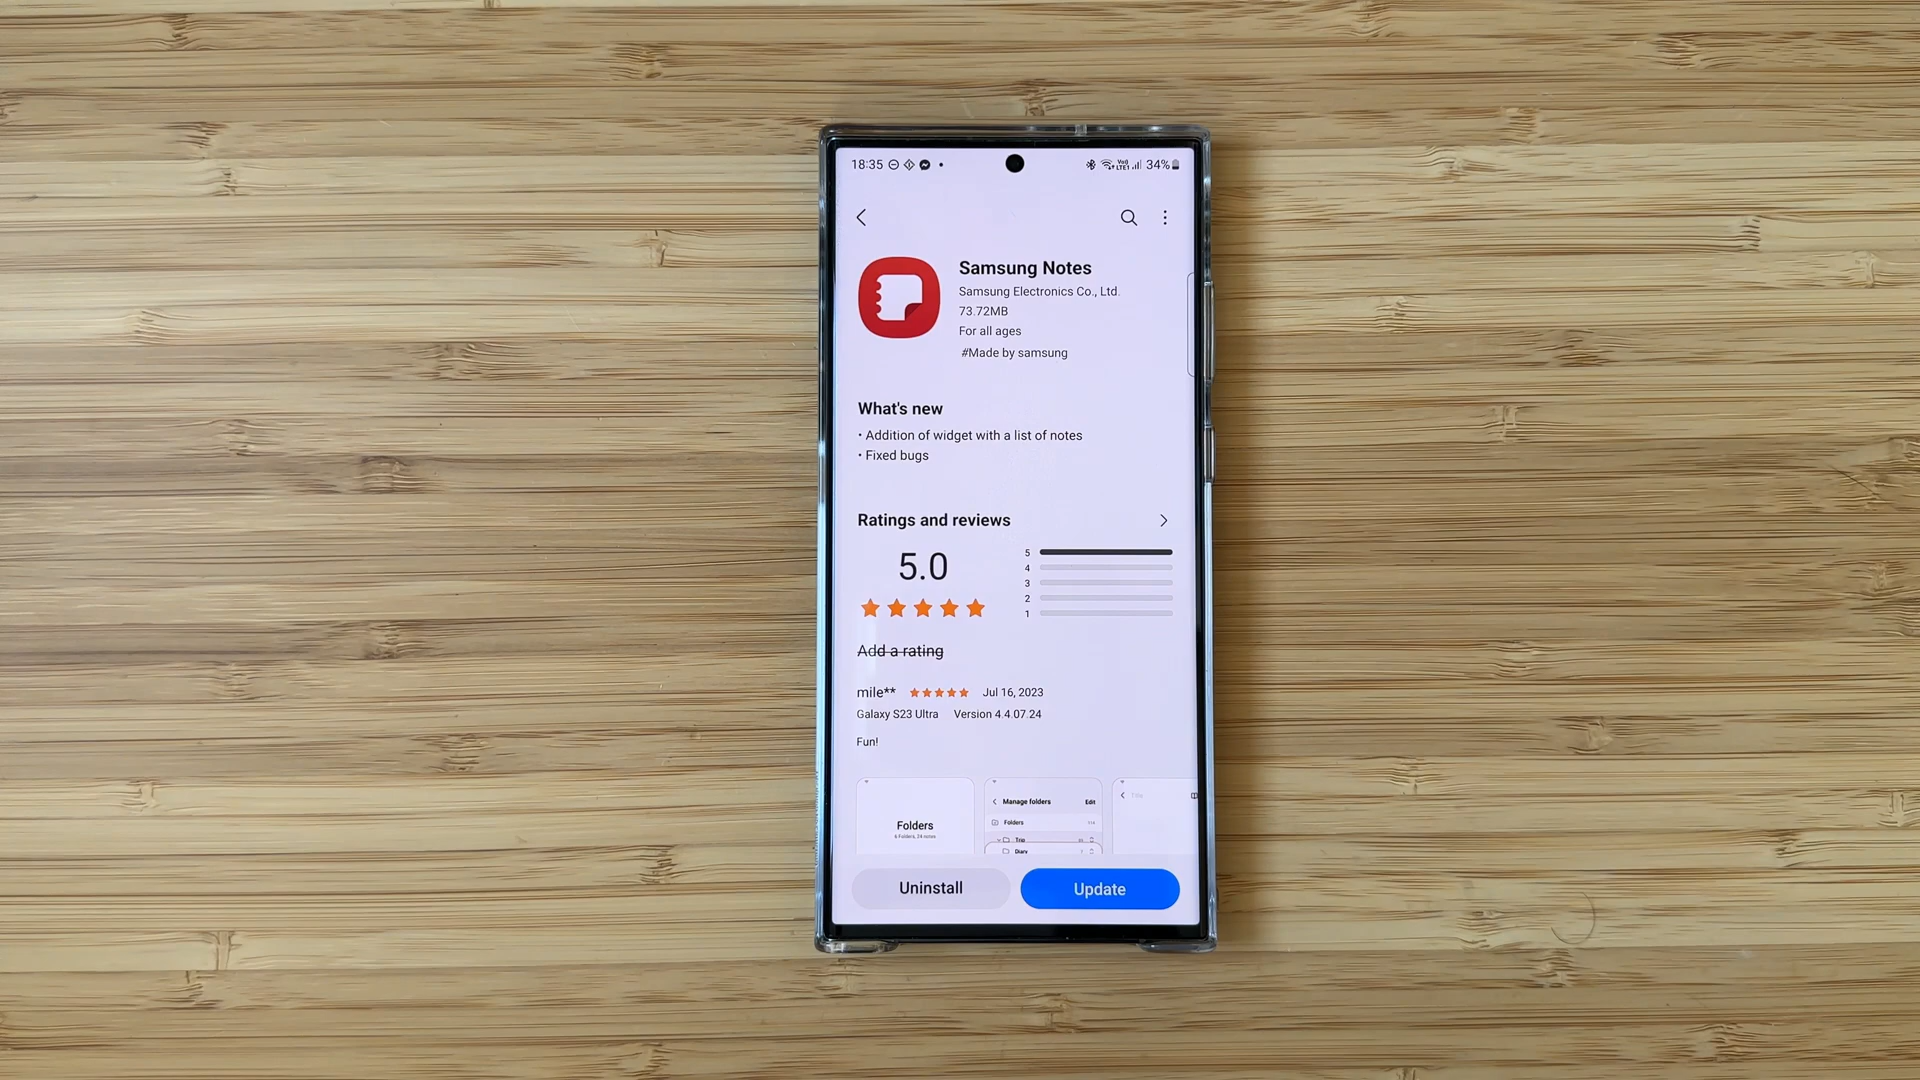 18:35
VoLTE1 34%
Samsung Notes
Samsung Electronics Co., Ltd.
73.72MB
For all ages
#Made by samsung
What's new
• Addition of widget with a list of notes
• Fixed bugs
Ratings and reviews
5.0
5
4
3
2
1
Add a rating
mile** Jul 16, 2023
Galaxy S23 Ultra Version 4.4.07.24
Fun!
Folders
6 Folders, 24 notes
Manage folders Edit
Folders
Trip
Diary
Title
Uninstall Update